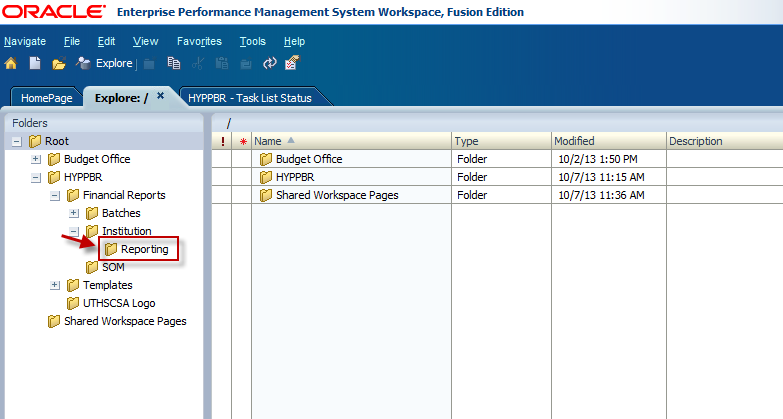 ORACLE® Enterprise Performance Management System Workspace, Fusion Edition
Navigate File Edit View Favorites Tools Help
Explore
HomePage Explore: / × HYPPBR - Task List Status
Folders
/
Root
! * Name Type Modified Description
Budget Office
Budget Office Folder 10/2/13 1:50 PM
HYPPBR
HYPPBR Folder 10/7/13 11:15 AM
Financial Reports
Shared Workspace Pages Folder 10/7/13 11:36 AM
Batches
Institution
Reporting
SOM
Templates
UTHSCSA Logo
Shared Workspace Pages